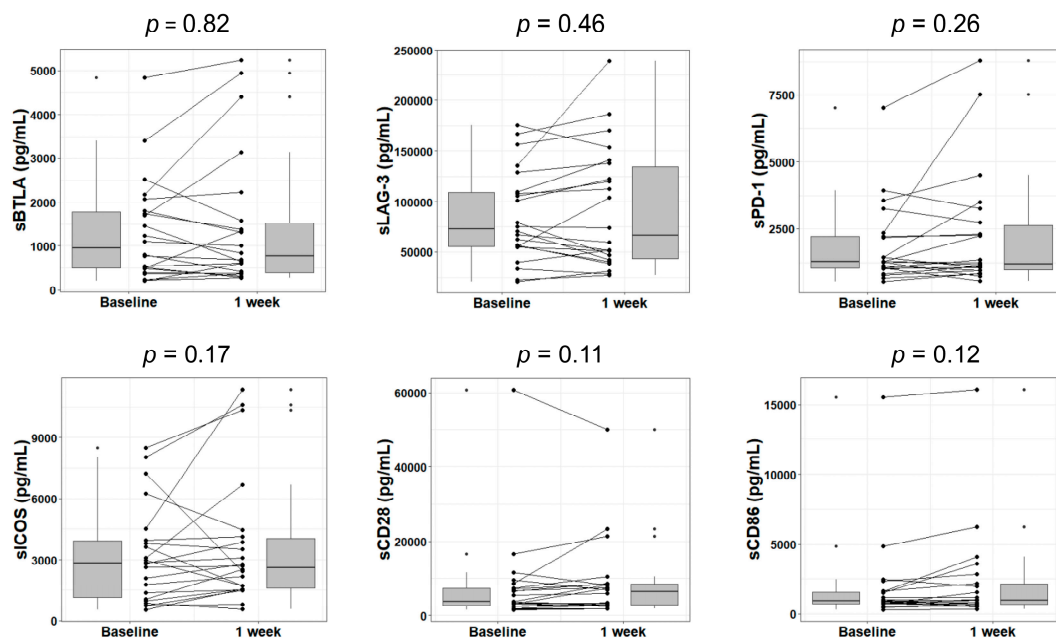 p = 0.82
p = 0.46
p = 0.26
sBTLA (pg/mL)
5000
4000
3000
2000
1000
0
Baseline
1 week
sLAG-3 (pg/mL)
250000
200000
150000
100000
50000
Baseline
1 week
sPD-1 (pg/mL)
7500
5000
2500
Baseline
1 week
p = 0.17
p = 0.11
p = 0.12
sICOS (pg/mL)
9000
6000
3000
0
Baseline
1 week
sCD28 (pg/mL)
60000
40000
20000
0
Baseline
1 week
sCD86 (pg/mL)
15000
10000
5000
0
Baseline
1 week